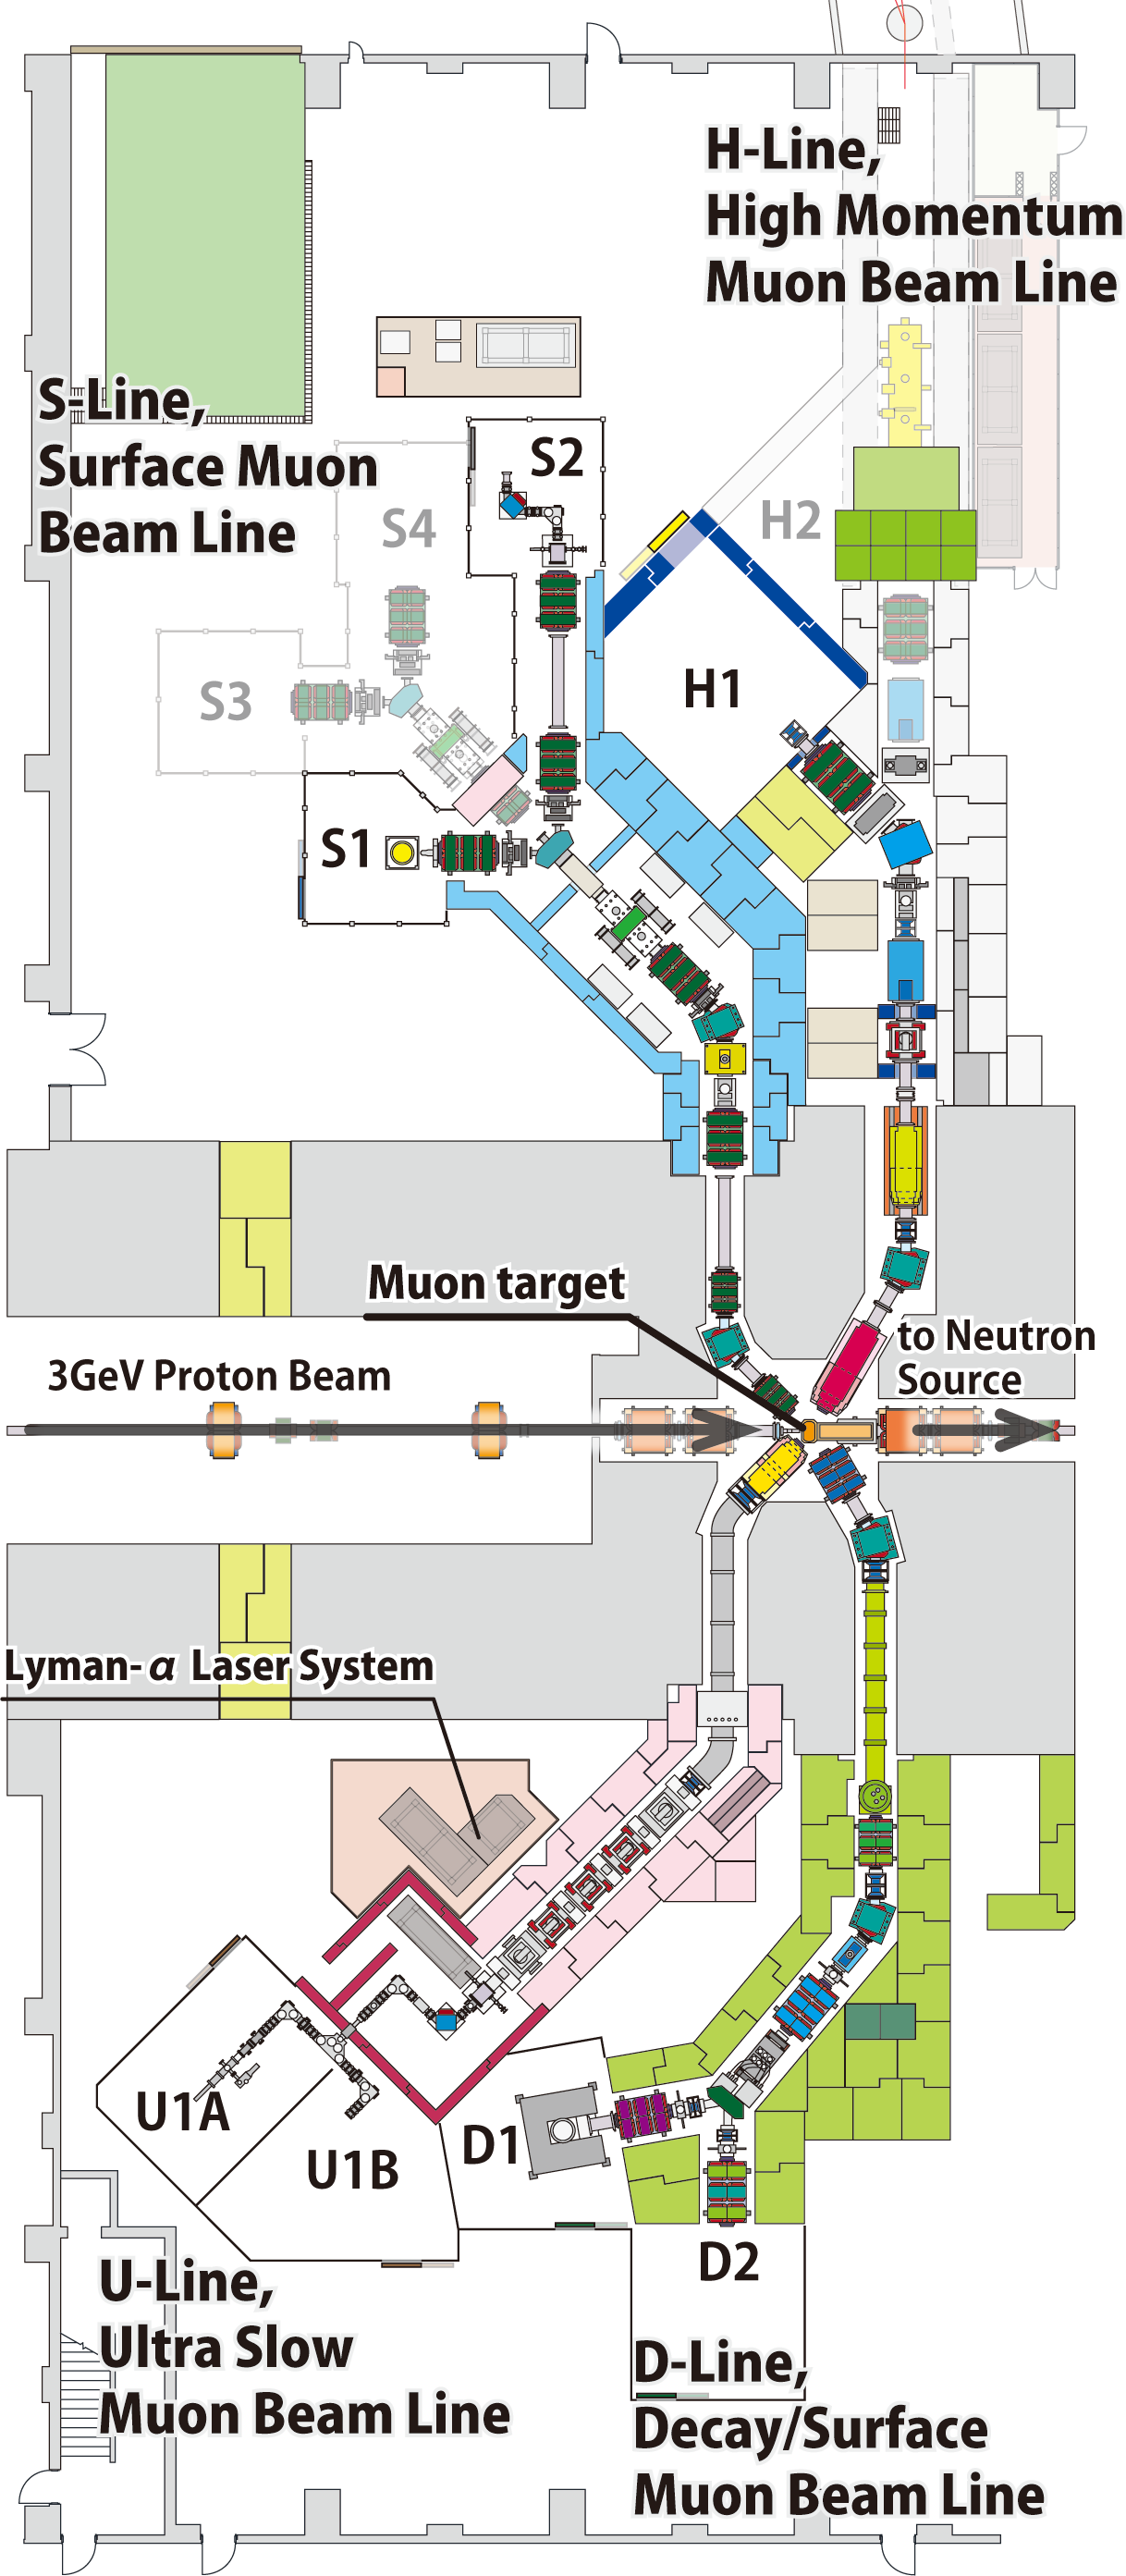 H-Line,
High Momentum
Muon Beam Line
S-Line,
Surface Muon
Beam Line
S2
S4
H2
S3
H1
S1
Muon target
to Neutron
Source
3GeV Proton Beam
Lyman-α Laser System
U1A
U1B
D1
D2
U-Line,
Ultra Slow
Muon Beam Line
D-Line,
Decay/Surface
Muon Beam Line